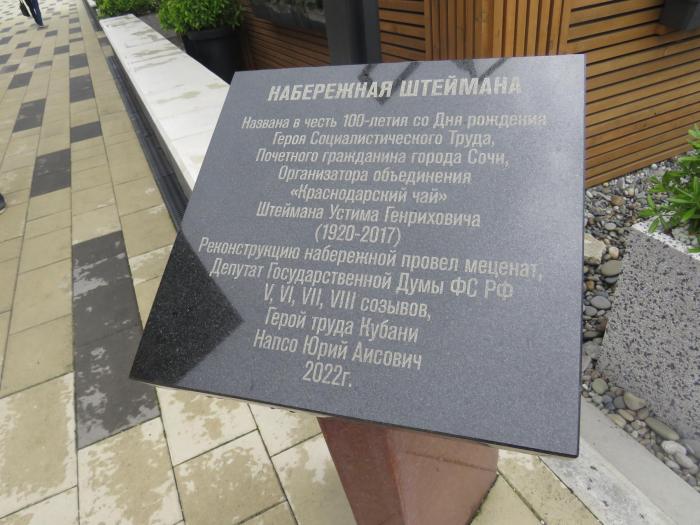 НАБЕРЕЖНАЯ ШТЕЙМАНА
Названа в честь 100-летия со Дня рождения
Героя Социалистического Труда,
Почетного гражданина города Сочи,
Организатора объединения
«Краснодарский чай»
Штеймана Устима Генриховича
(1920-2017)
Реконструкцию набережной провел меценат,
Депутат Государственной Думы ФС РФ
V, VI, VII, VIII созывов,
Герой труда Кубани
Напсо Юрий Аисович
2022г.